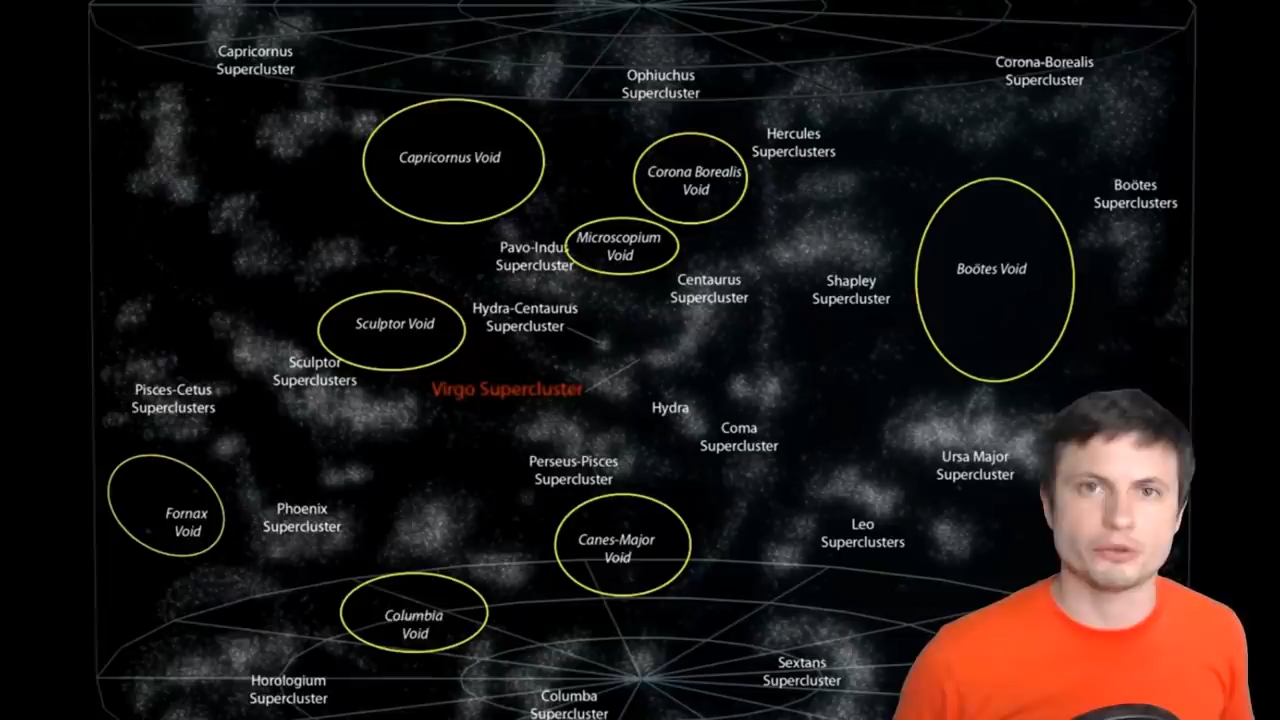 Capricornus
Supercluster
Ophiuchus
Supercluster
Corona-Borealis
Supercluster
Capricornus Void
Hercules
Superclusters
Corona Borealis
Void
Boötes
Superclusters
Microscopium
Void
Pavo-Indus
Supercluster
Centaurus
Supercluster
Shapley
Supercluster
Boötes Void
Hydra-Centaurus
Supercluster
Sculptor Void
Sculptor
Superclusters
Virgo Supercluster
Pisces-Cetus
Superclusters
Hydra
Coma
Supercluster
Perseus-Pisces
Supercluster
Ursa Major
Supercluster
Fornax
Void
Phoenix
Supercluster
Canes-Major
Void
Leo
Superclusters
Columbia
Void
Horologium
Supercluster
Columba
Supercluster
Sextans
Supercluster